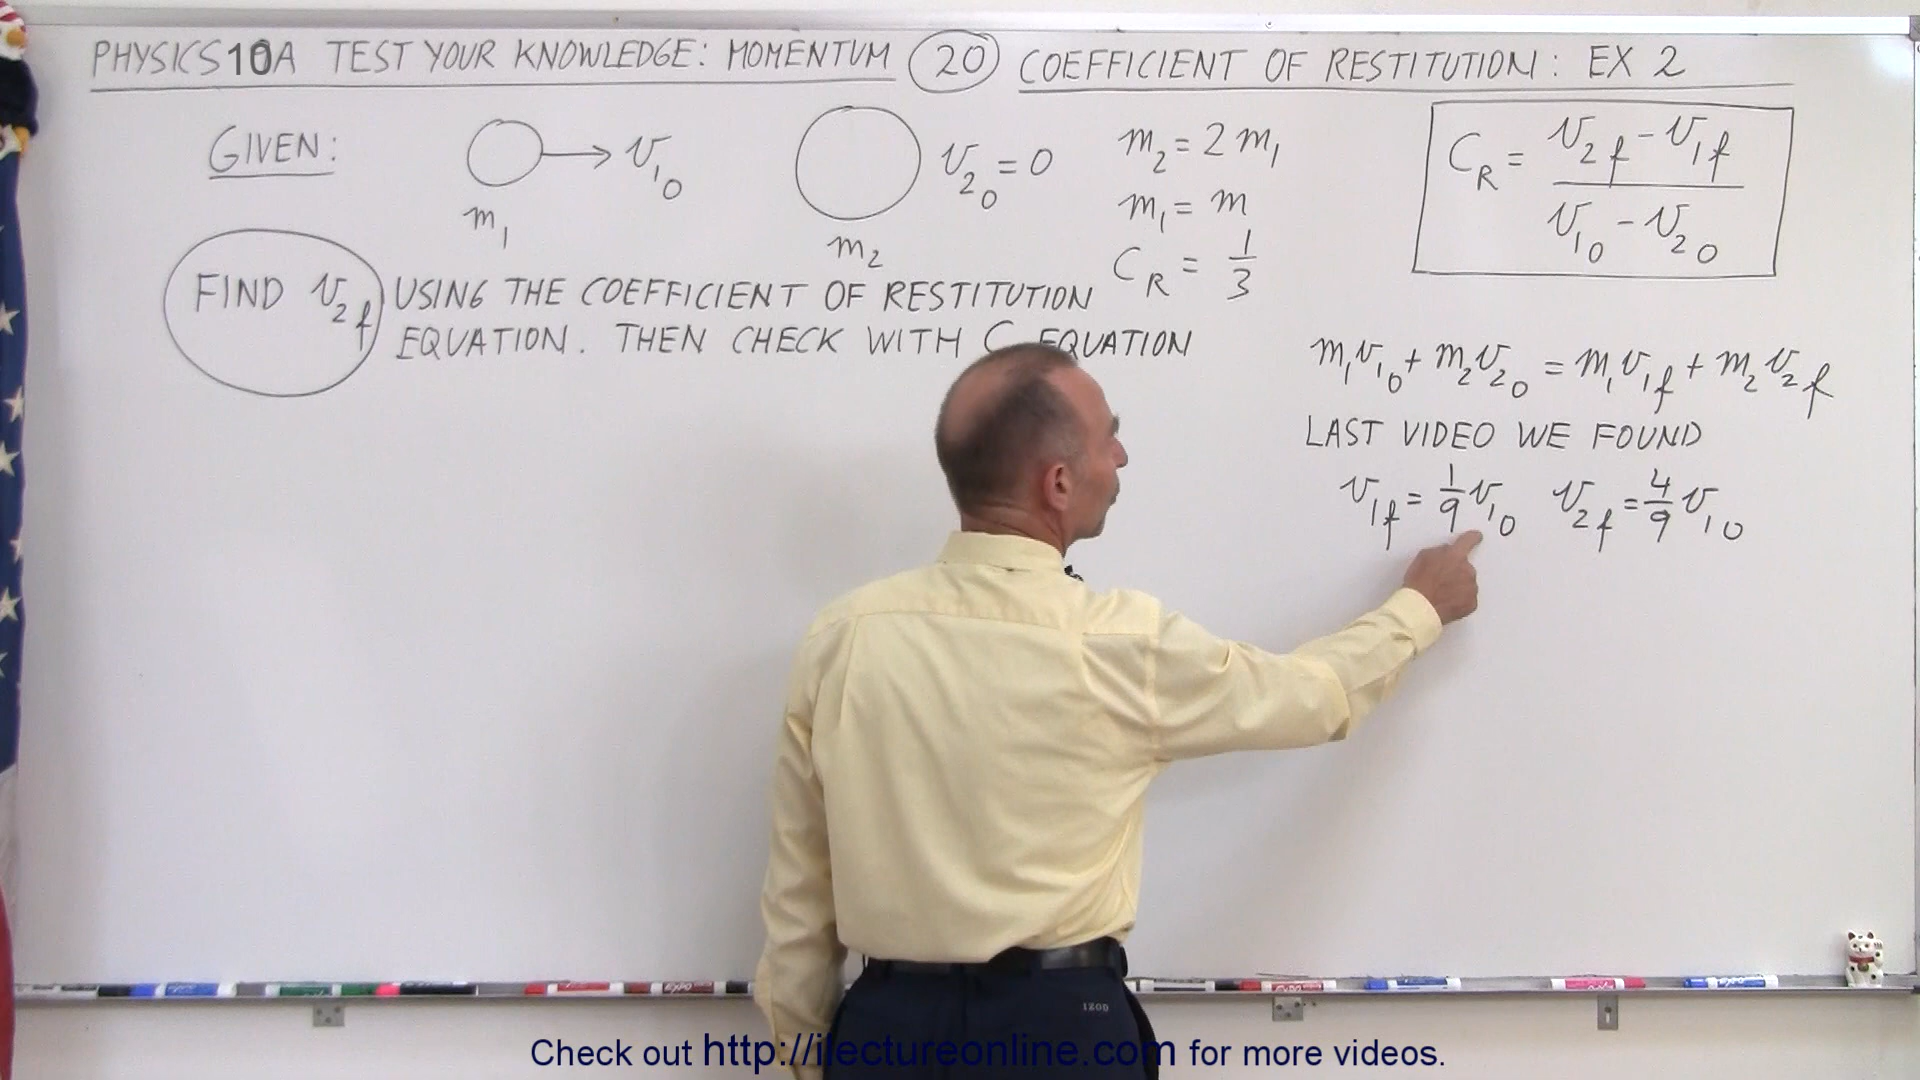 PHYSICS 10A TEST YOUR KNOWLEDGE: MOMENTUM 20 COEFFICIENT OF RESTITUTION: EX 2
GIVEN:
m₁ v₁₀
m₂ v₂₀ = 0
m₂ = 2m₁
m₁ = m
C_R = 1/3
C_R = (v₂f - v₁f) / (v₁₀ - v₂₀)
FIND v₂f USING THE COEFFICIENT OF RESTITUTION
EQUATION. THEN CHECK WITH C EQUATION
m₁v₁₀ + m₂v₂₀ = m₁v₁f + m₂v₂f
LAST VIDEO WE FOUND
v₁f = 1/9 v₁₀ v₂f = 4/9 v₁₀
IZOD
Check out http://ilectureonline.com for more videos.